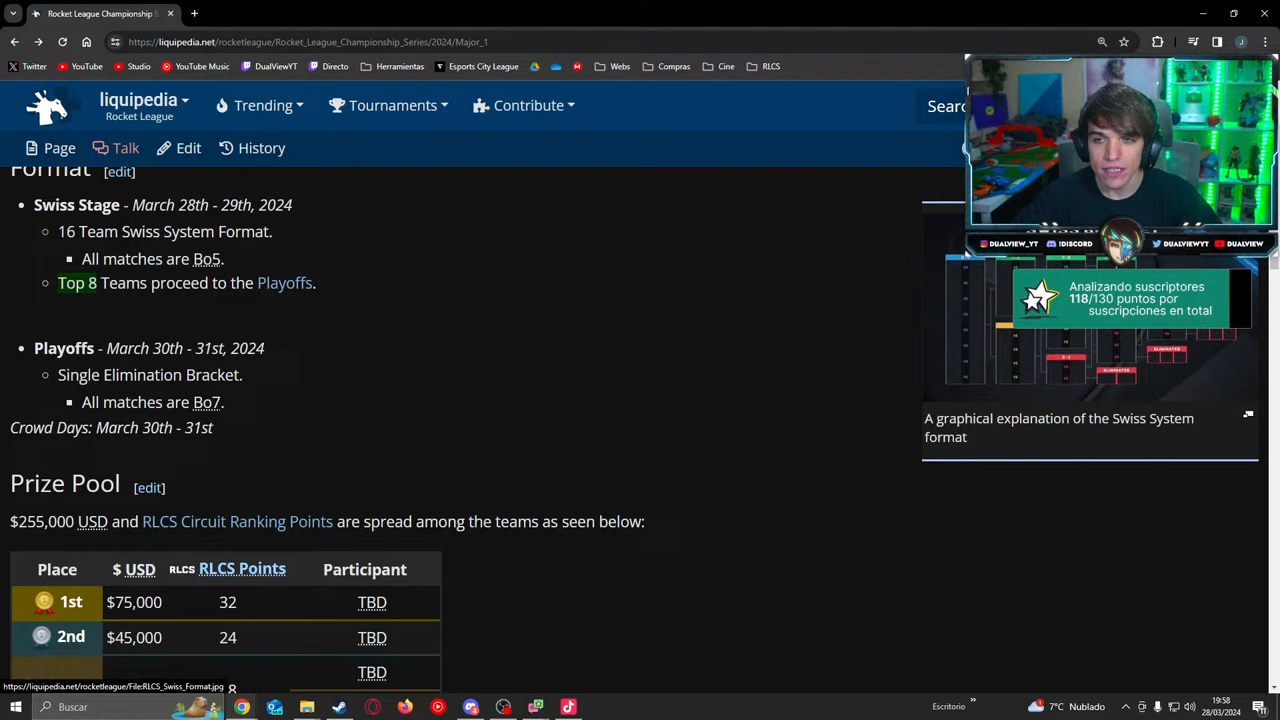 Rocket League Championship S
https://liquipedia.net/rocketleague/Rocket_League_Championship_Series/2024/Major_1
J
Twitter YouTube Studio YouTube Music DualViewYT Directo Herramientas Esports City League Webs Compras Cine RLCS
liquipedia
Rocket League
Trending Tournaments Contribute
Searc
Page Talk Edit History
Format [edit]
Swiss Stage - March 28th - 29th, 2024
16 Team Swiss System Format.
All matches are Bo5.
Top 8 Teams proceed to the Playoffs.
Playoffs - March 30th - 31st, 2024
Single Elimination Bracket.
All matches are Bo7.
Crowd Days: March 30th - 31st
Prize Pool [edit]
$255,000 USD and RLCS Circuit Ranking Points are spread among the teams as seen below:
Place $ USD RLCS RLCS Points Participant
1st $75,000 32 TBD
2nd $45,000 24 TBD
TBD
8
DUALVIEW_YT !DISCORD DUALVIEWYT DUALVIEW
Analizando suscriptores
118/130 puntos por
suscripciones en total
ELIMINATED
ELIMINATED
A graphical explanation of the Swiss System
format
https://liquipedia.net/rocketleague/File:RLCS_Swiss_Format.jpg
Buscar
Escritorio
7°C Nublado
19:58
28/03/2024